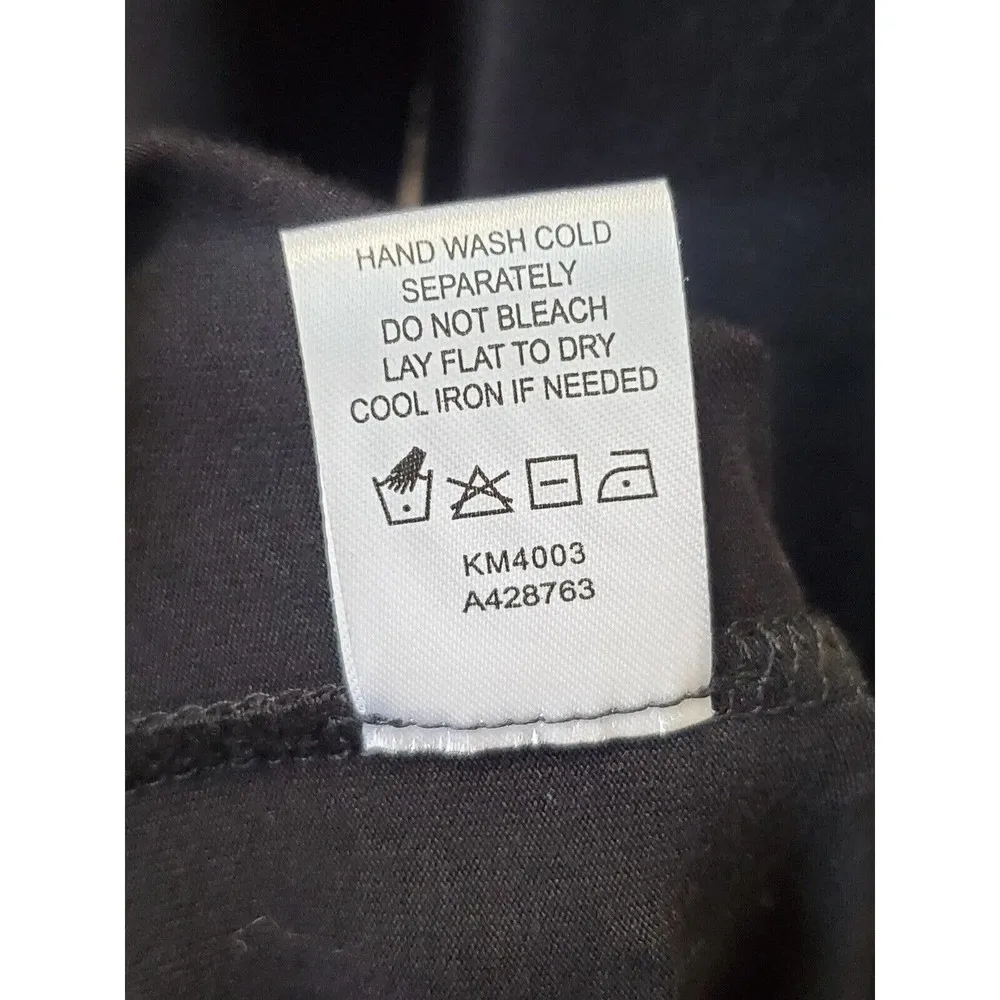 HAND WASH COLD
SEPARATELY
DO NOT BLEACH
LAY FLAT TO DRY
COOL IRON IF NEEDED
KM4003
A428763